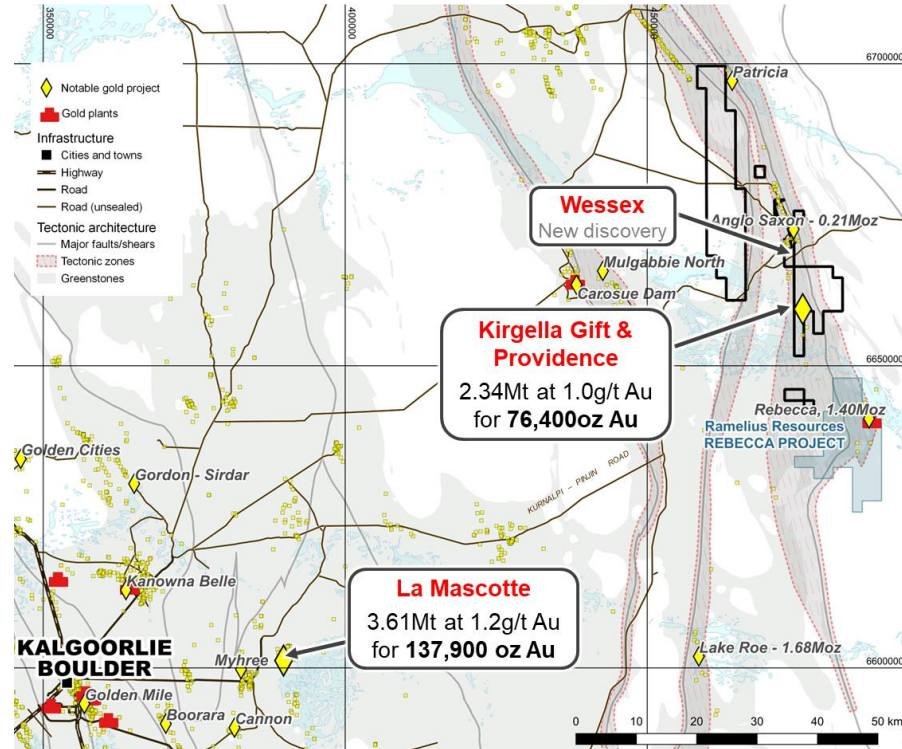 350000
400000
450000
6700000
6650000
6600000
Notable gold project
Gold plants
Infrastructure
Cities and towns
Highway
Road
Road (unsealed)
Tectonic architecture
Major faults/shears
Tectonic zones
Greenstones
Patricia
Wessex
New discovery
Anglo Saxon - 0.21Moz
Mulgabbie North
Carosue Dam
Kirgella Gift &
Providence
2.34Mt at 1.0g/t Au
for 76,400oz Au
Rebecca, 1.40Moz
Ramelius Resources
REBECCA PROJECT
Golden Cities
Gordon - Sirdar
KURNALPI - PINJIN ROAD
Kanowna Belle
La Mascotte
3.61Mt at 1.2g/t Au
for 137,900 oz Au
KALGOORLIE
BOULDER
Myhree
Lake Roe - 1.68Moz
Golden Mile
Boorara
Cannon
0 10 20 30 40 50 km